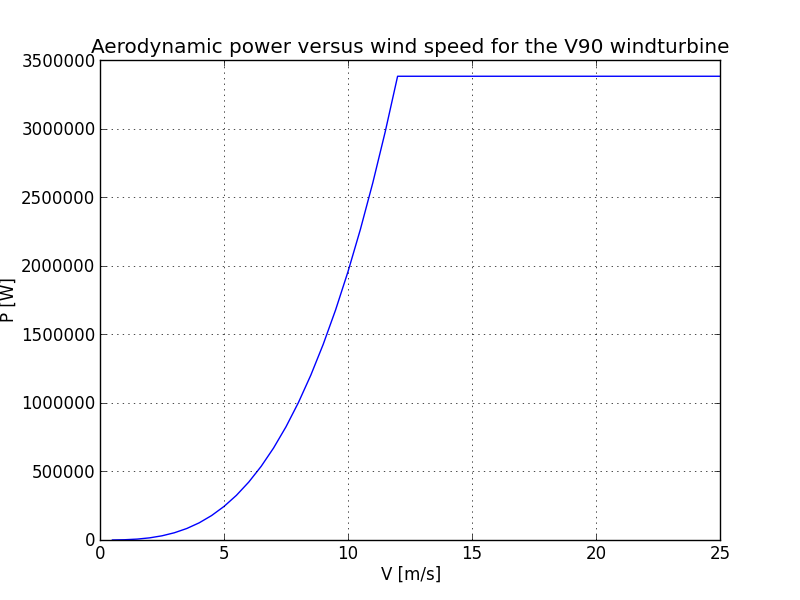 Aerodynamic power versus wind speed for the V90 windturbine
3500000
3000000
2500000
2000000
1500000
1000000
500000
0
P [W]
0 5 10 15 20 25
V [m/s]